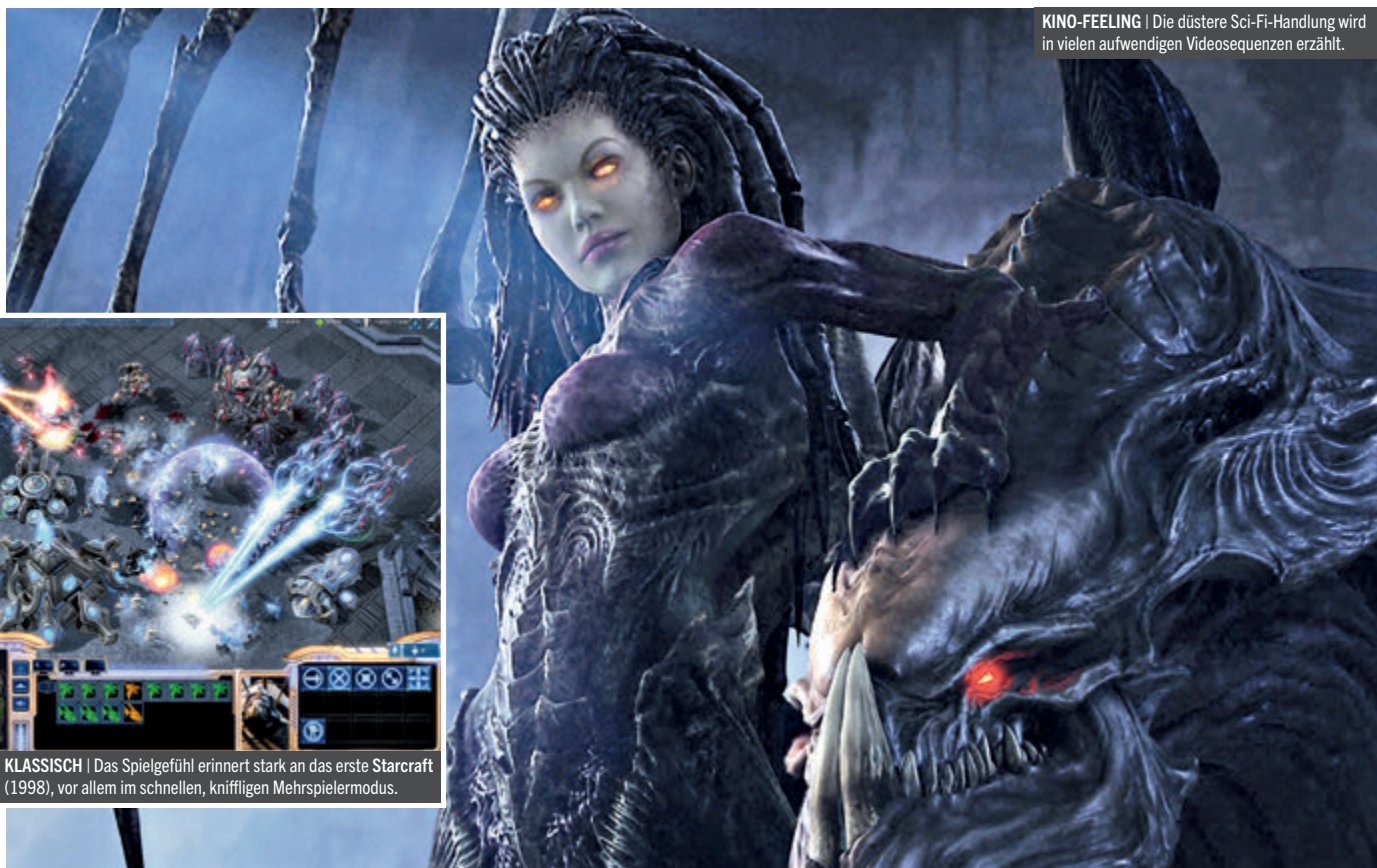 KINO-FEELING | Die düstere Sci-Fi-Handlung wird
in vielen aufwendigen Videosequenzen erzählt.
KLASSISCH | Das Spielgefühl erinnert stark an das erste Starcraft
(1998), vor allem im schnellen, kniffligen Mehrspielermodus.